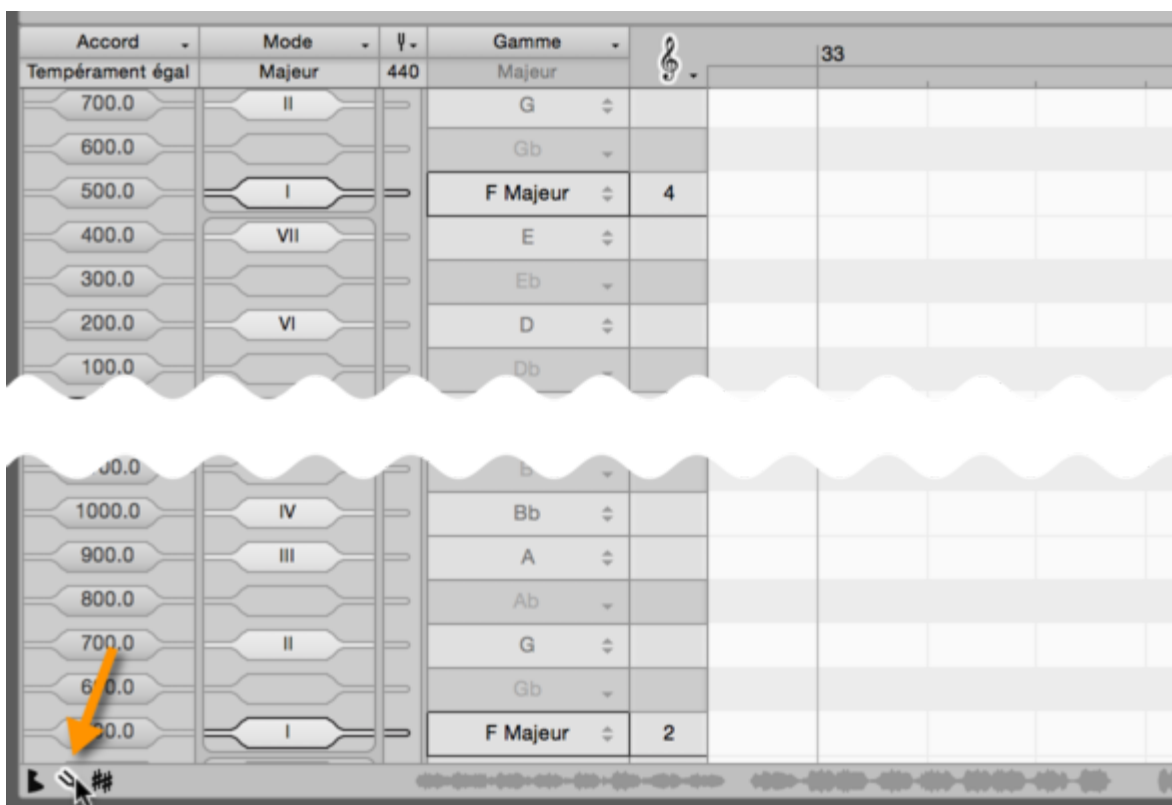 Accord Mode Gamme
33
Tempérament égal Majeur 440 Majeur
700.0 II G
600.0 Gb
500.0 I F Majeur 4
400.0 VII E
300.0 Eb
200.0 VI D
100.0 Db
1000.0 IV Bb
900.0 III A
800.0 Ab
700.0 II G
Gb
I F Majeur 2